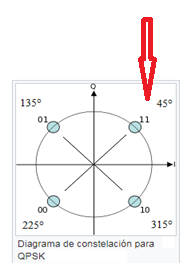 Q
135° 45°
01 11
I
00 10
225° 315°
Diagrama de constelación para
QPSK